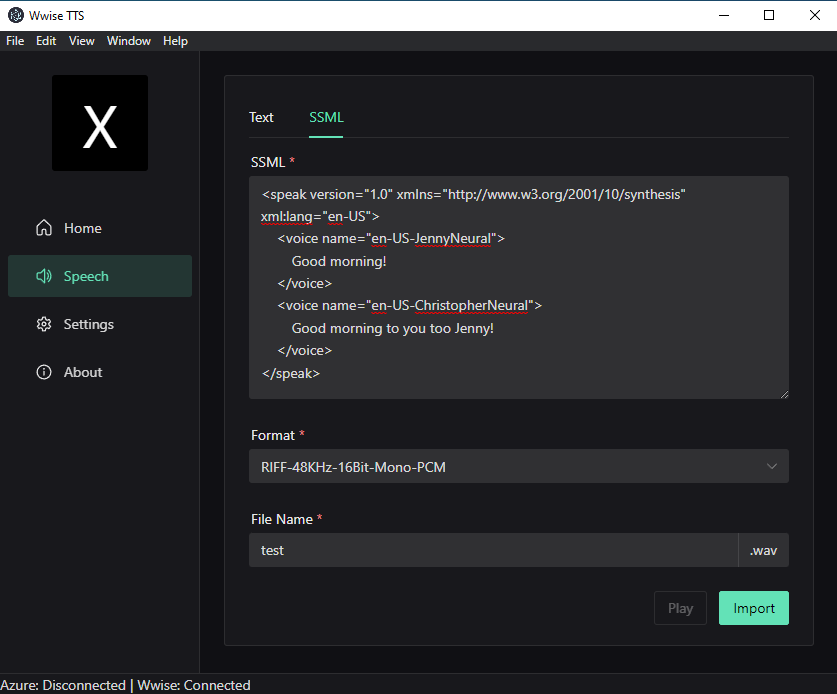 Wwise TTS
File Edit View Window Help
X
Home
Speech
Settings
About
Text SSML
SSML *
<speak version="1.0" xmlns="http://www.w3.org/2001/10/synthesis"
xml:lang="en-US">
<voice name="en-US-JennyNeural">
Good morning!
</voice>
<voice name="en-US-ChristopherNeural">
Good morning to you too Jenny!
</voice>
</speak>
Format *
RIFF-48KHz-16Bit-Mono-PCM
File Name *
test .wav
Play Import
Azure: Disconnected | Wwise: Connected